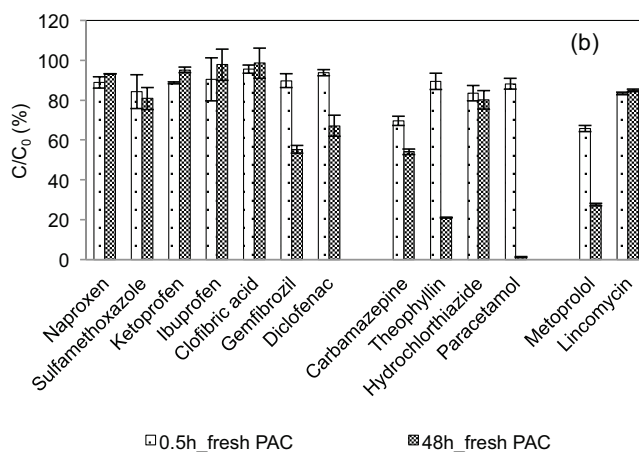 (b)
C/C0 (%)
120
100
80
60
40
20
0
Naproxen
Sulfamethoxazole
Ketoprofen
Ibuprofen
Clofibric acid
Gemfibrozil
Diclofenac
Carbamazepine
Theophyllin
Hydrochlorthiazide
Paracetamol
Metoprolol
Lincomycin
0.5h_fresh PAC
48h_fresh PAC